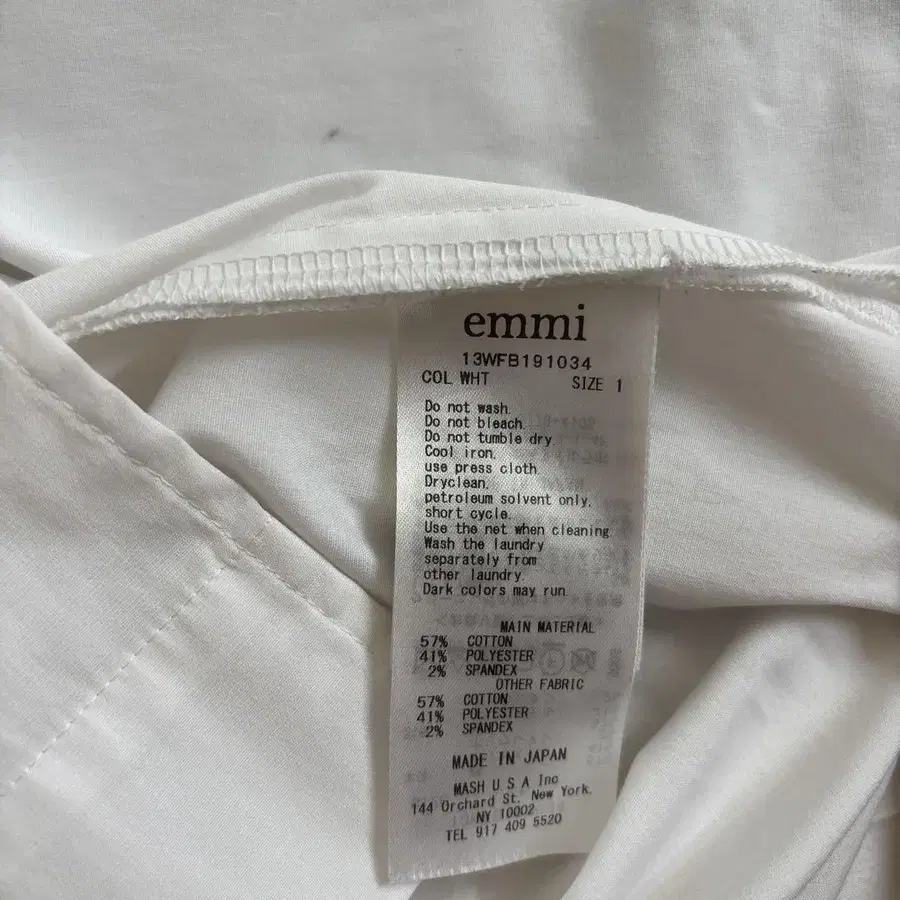 emmi
13WFB191034
COL WHT SIZE 1
Do not wash.
Do not bleach.
Do not tumble dry.
Cool iron.
use press cloth
Dryclean.
petroleum solvent only.
short cycle.
Use the net when cleaning
Wash the laundry
separately from
other laundry.
Dark colors may run
MAIN MATERIAL
57% COTTON
41% POLYESTER
2% SPANDEX
OTHER FABRIC
57% COTTON
41% POLYESTER
2% SPANDEX
MADE IN JAPAN
MASH U S A Inc
144 Orchard St. New York.
NY 10002
TEL 917 409 5520